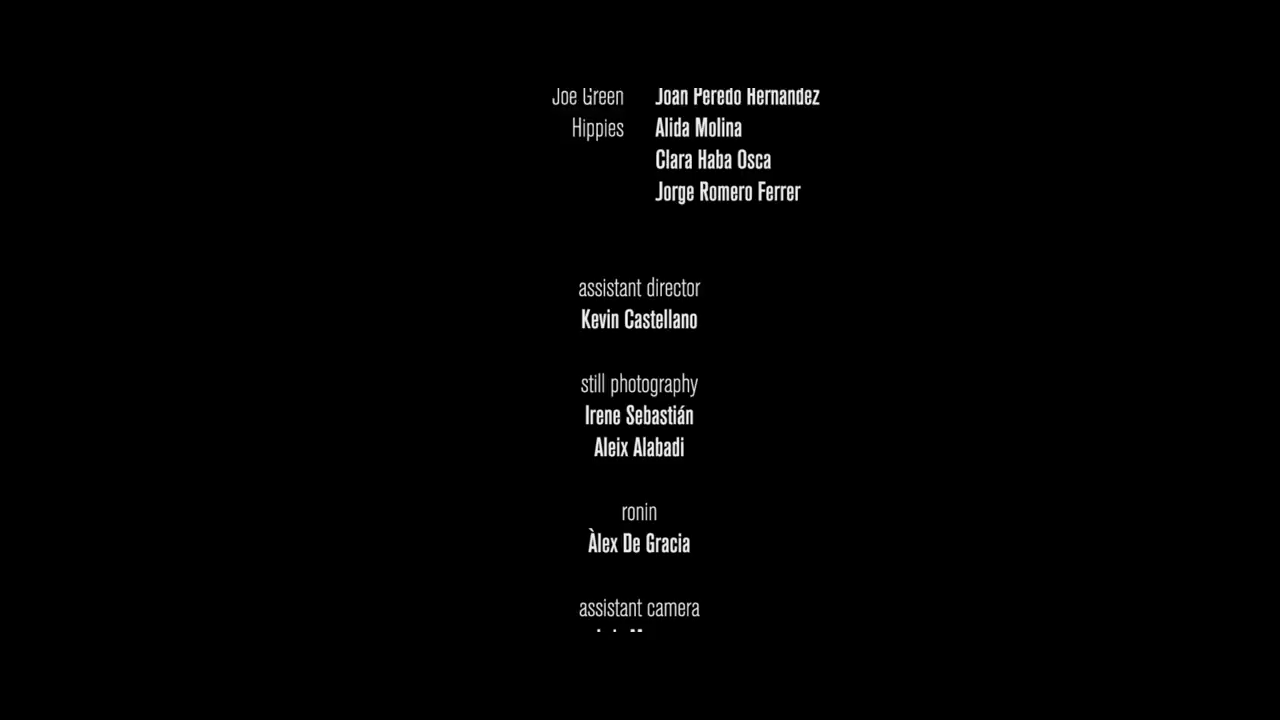 Joe Green Joan Peredo Hernandez
Hippies Alida Molina
Clara Haba Osca
Jorge Romero Ferrer
assistant director
Kevin Castellano
still photography
Irene Sebastián
Aleix Alabadi
ronin
Àlex De Gracia
assistant camera